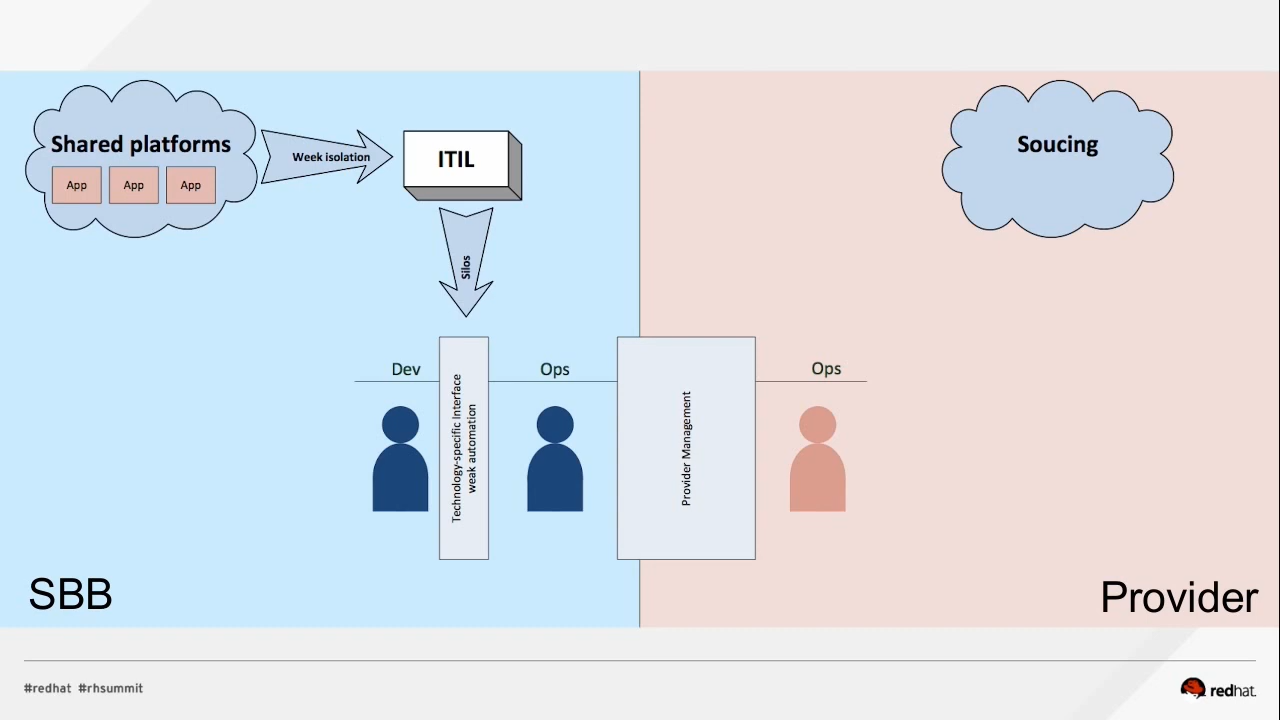 Shared platforms
App App App
Week isolation
ITIL
Soucing
Silos
Dev
Ops
Ops
Technology-specific Interface
weak automation
Provider Management
SBB
Provider
#redhat #rhsummit
redhat.